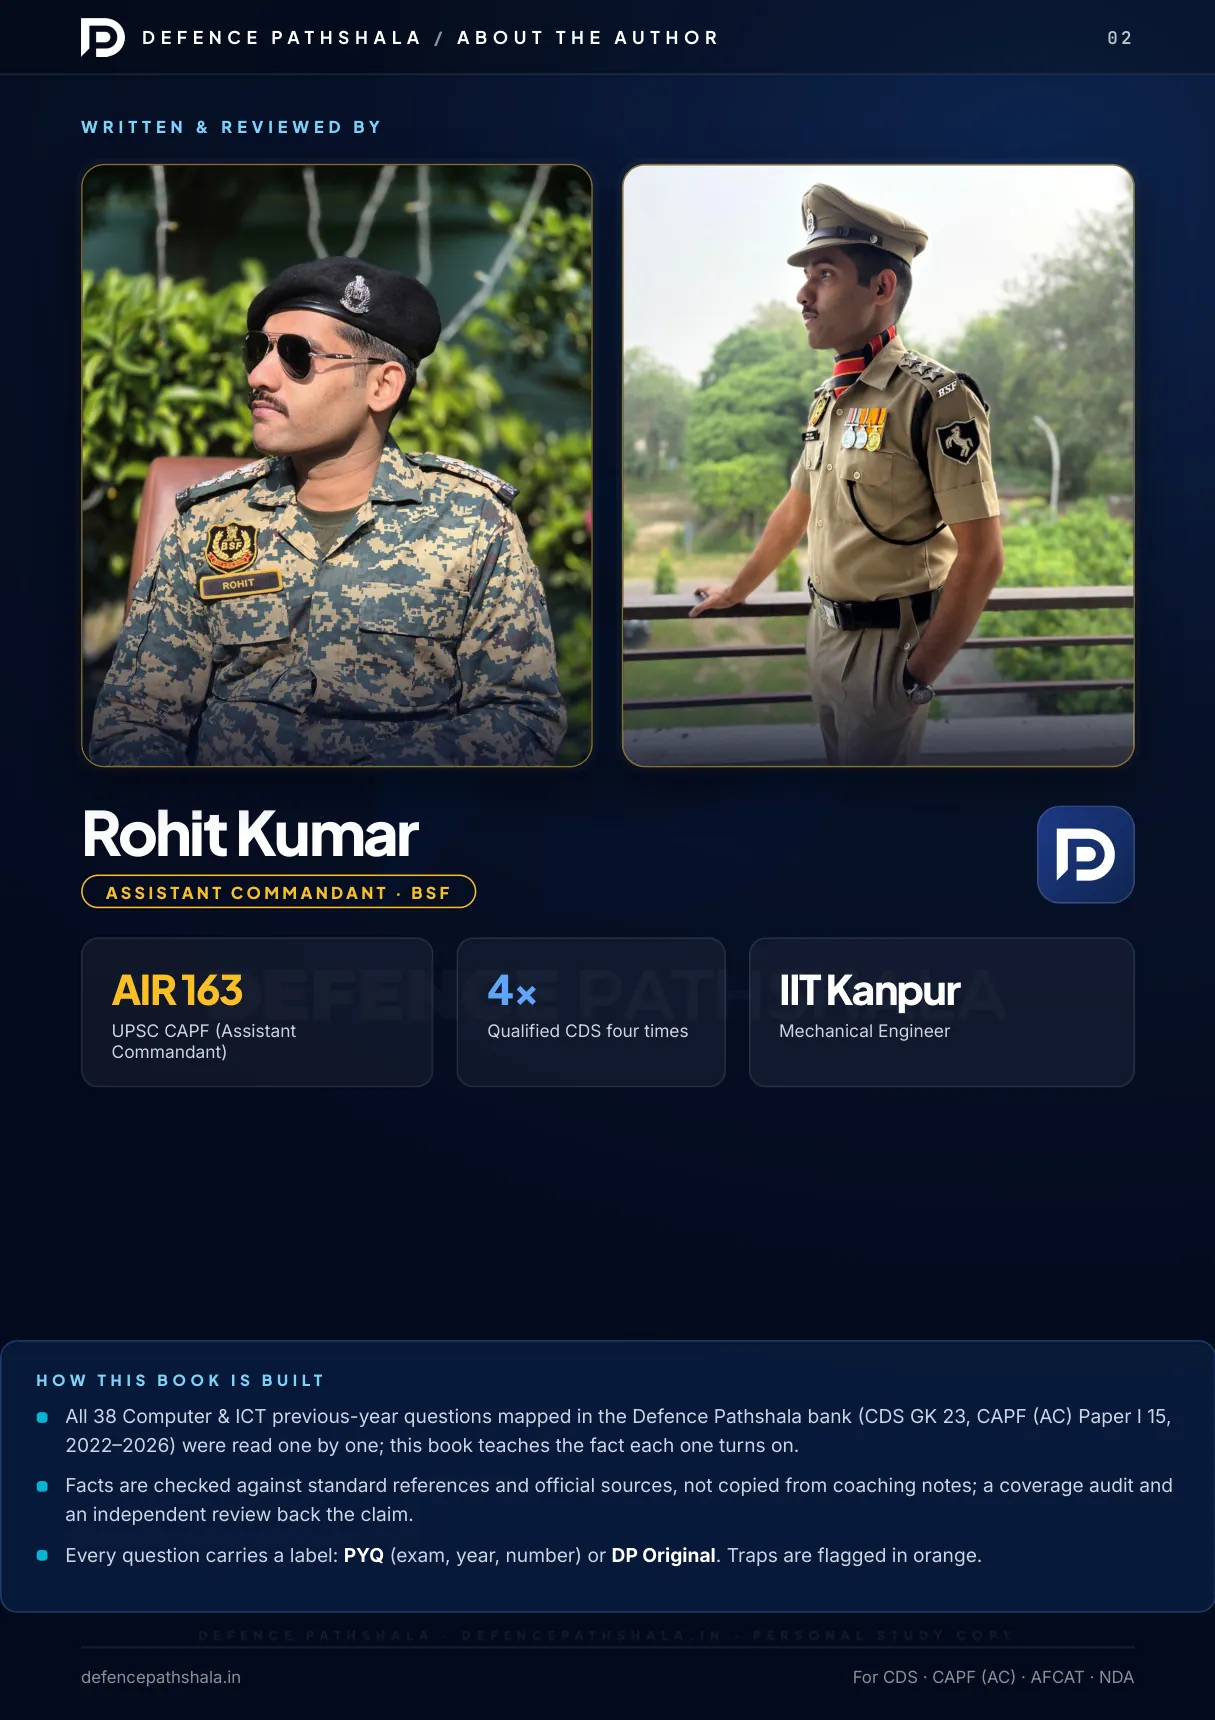 DEFENCE PATHSHALA / ABOUT THE AUTHOR
02
WRITTEN & REVIEWED BY
BSF
ROHIT
BSF
Rohit Kumar
ASSISTANT COMMANDANT · BSF
AIR 163
UPSC CAPF (Assistant
Commandant)
4×
Qualified CDS four times
IIT Kanpur
Mechanical Engineer
DEFENCE PATHSHALA
HOW THIS BOOK IS BUILT
All 38 Computer & ICT previous-year questions mapped in the Defence Pathshala bank (CDS GK 23, CAPF (AC) Paper I 15,
2022–2026) were read one by one; this book teaches the fact each one turns on.
Facts are checked against standard references and official sources, not copied from coaching notes; a coverage audit and
an independent review back the claim.
Every question carries a label: PYQ (exam, year, number) or DP Original. Traps are flagged in orange.
DEFENCE PATHSHALA · DEFENCEPATHSHALA.IN · PERSONAL STUDY COPY
defencepathshala.in
For CDS · CAPF (AC) · AFCAT · NDA